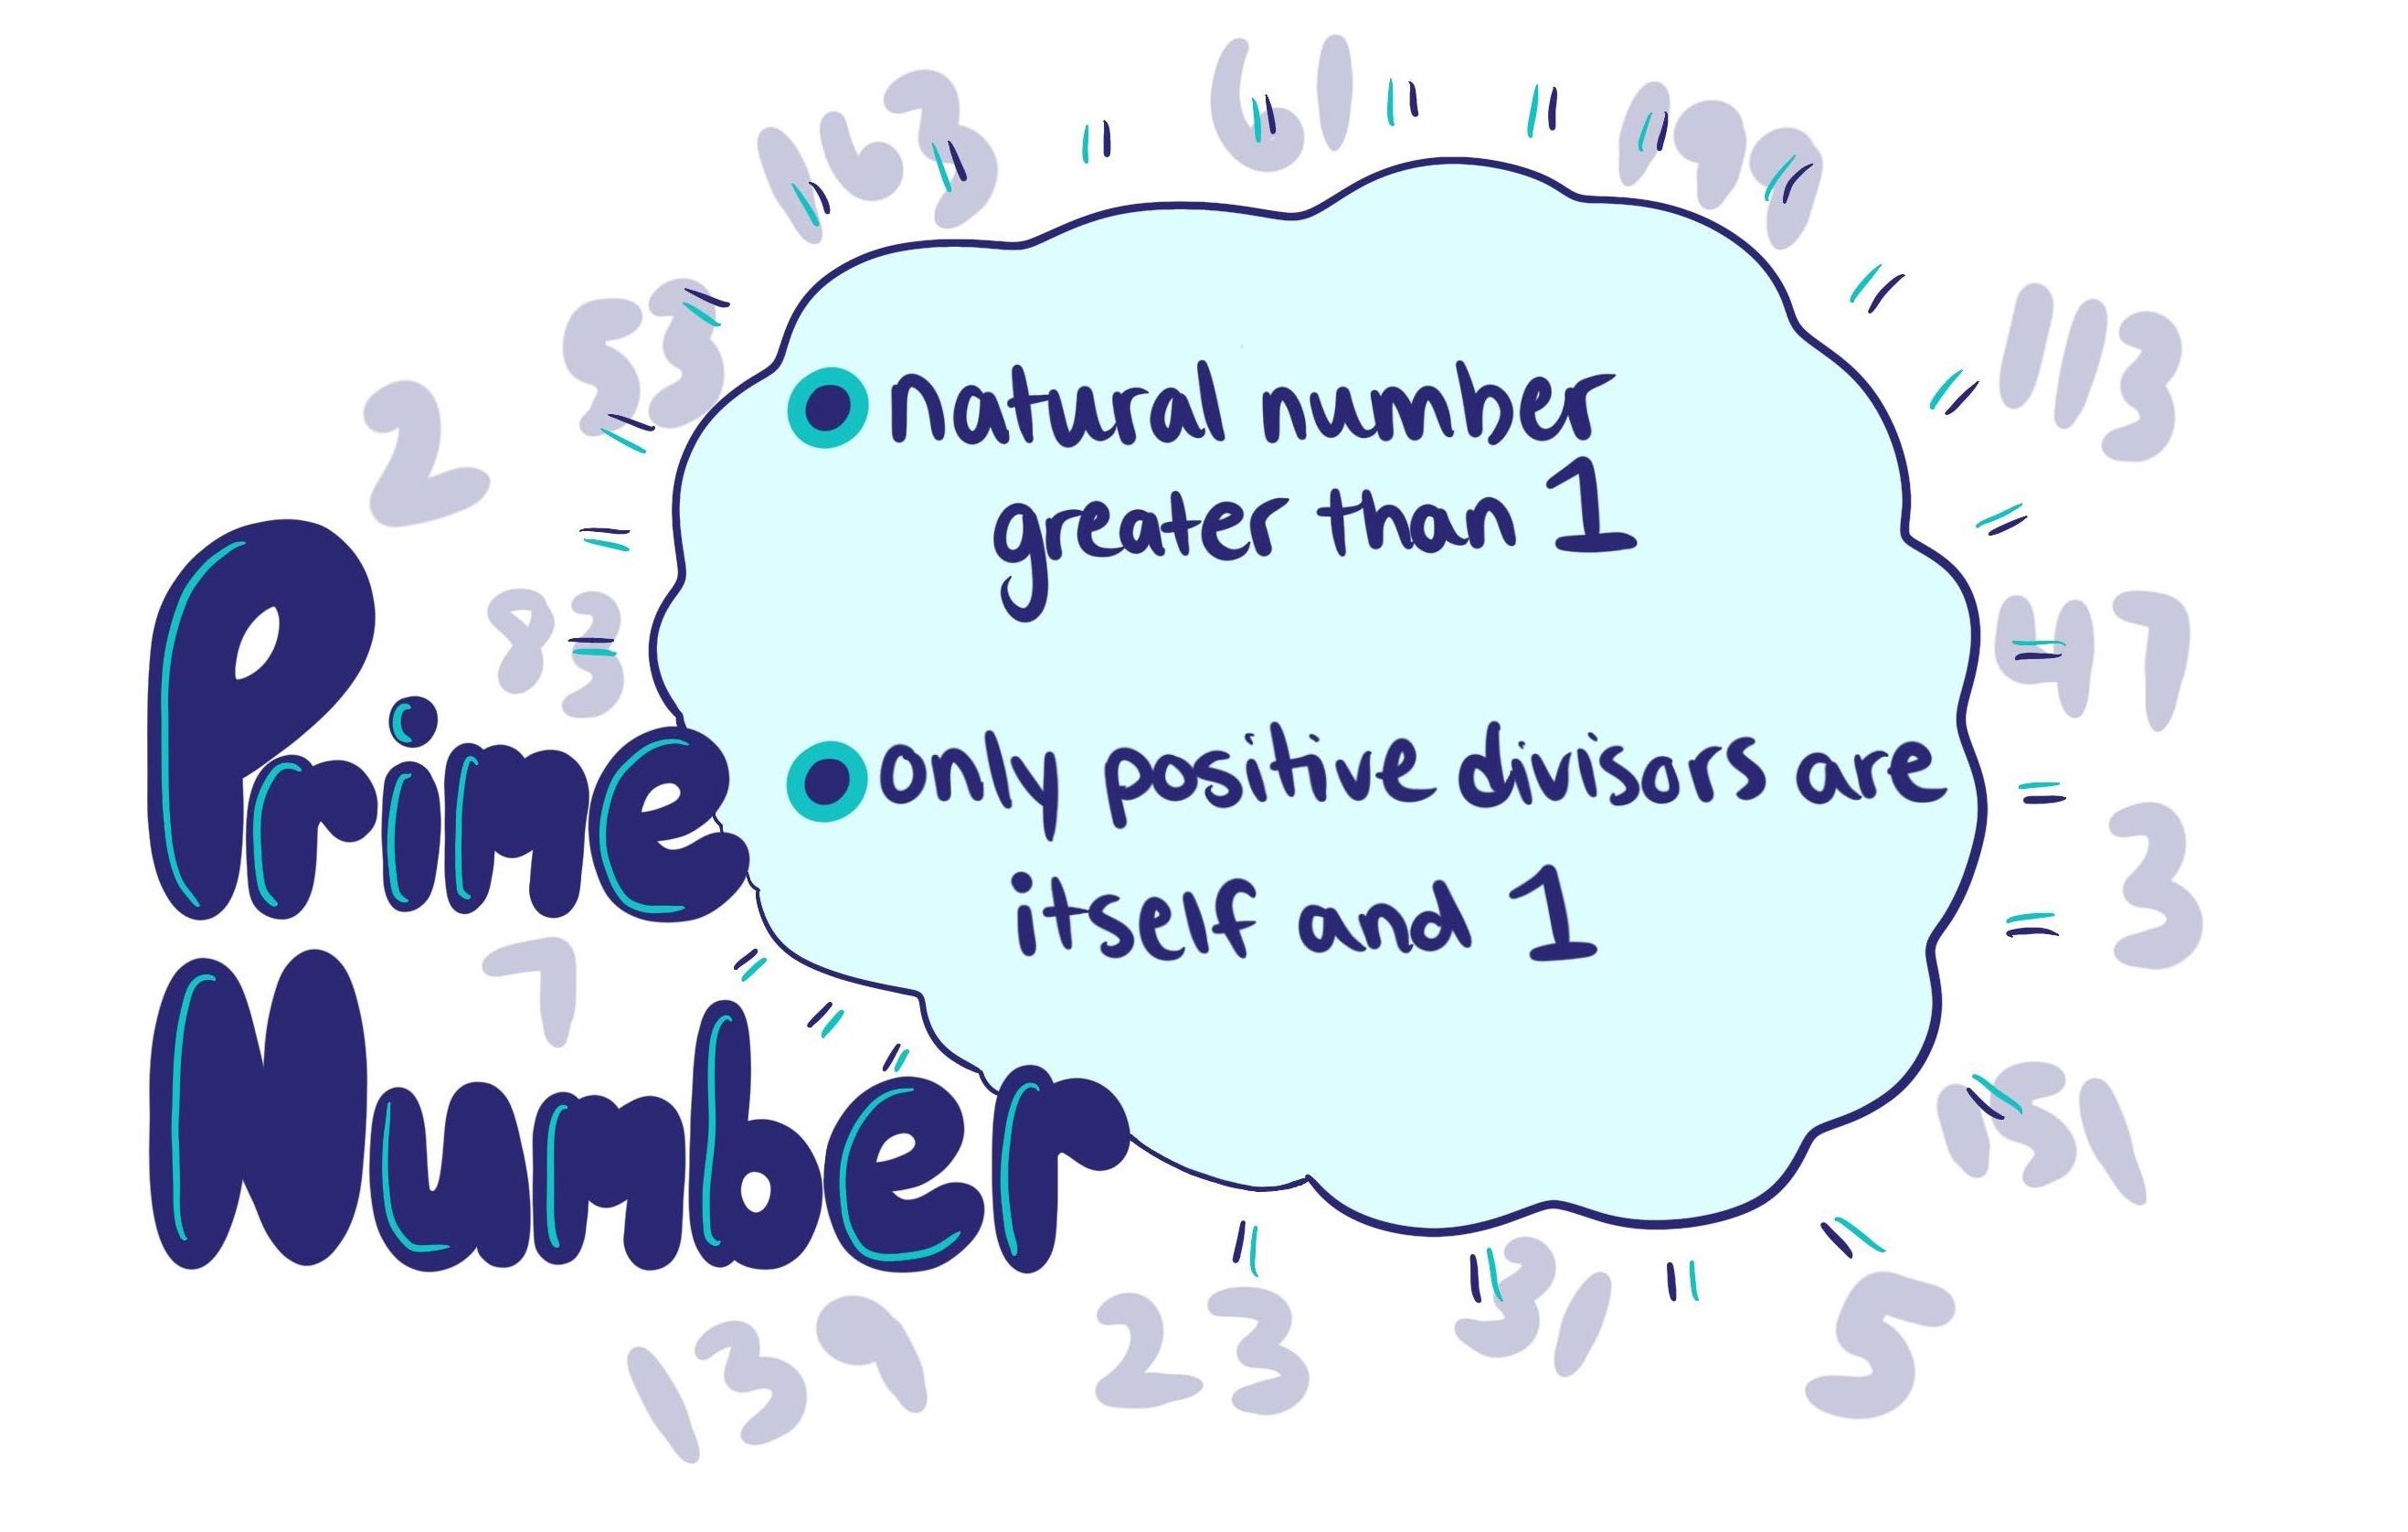 61
163
199
53
113
2
natural number
greater than 1
83
47
Prime
only positive divisors are
itself and 1
3
7
Number
151
139
23
31
5